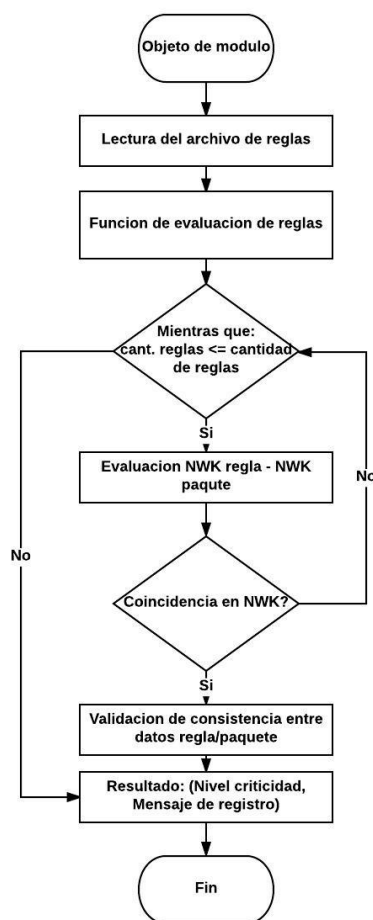 Objeto de modulo
Lectura del archivo de reglas
Funcion de evaluacion de reglas
Mientras que:
cant. reglas <= cantidad
de reglas
Si
Evaluacion NWK regla - NWK
paqute
No
No
Coincidencia en NWK?
Si
Validacion de consistencia entre
datos regla/paquete
Resultado: (Nivel criticidad,
Mensaje de registro)
Fin